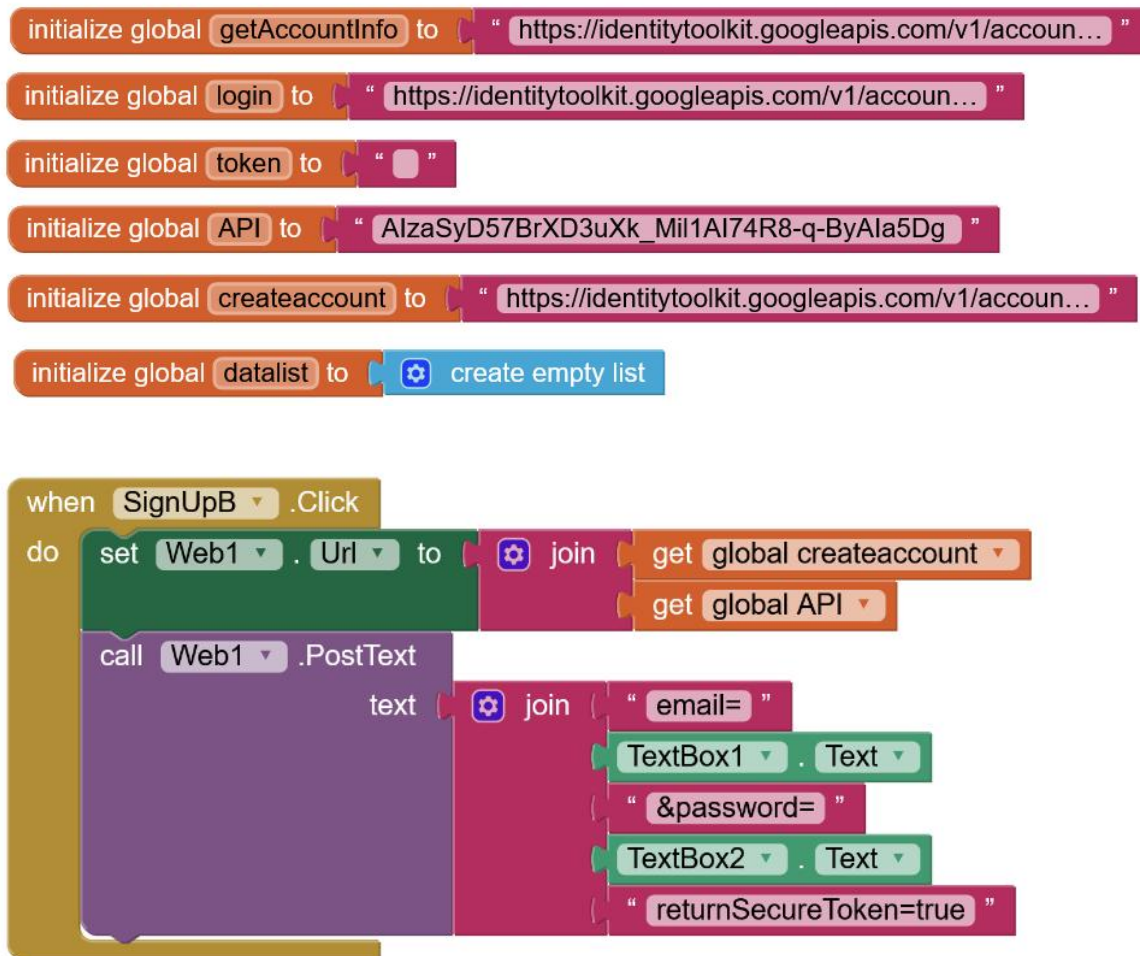 initialize global getAccountInfo to " https://identitytoolkit.googleapis.com/v1/accoun… "
initialize global login to " https://identitytoolkit.googleapis.com/v1/accoun… "
initialize global token to " "
initialize global API to " AIzaSyD57BrXD3uXk_Mil1AI74R8-q-ByAIa5Dg "
initialize global createaccount to " https://identitytoolkit.googleapis.com/v1/accoun… "
initialize global datalist to create empty list
when SignUpB .Click
do set Web1 . Url to join get global createaccount
get global API
call Web1 .PostText
text join " email= "
TextBox1 . Text
" &password= "
TextBox2 . Text
" returnSecureToken=true "